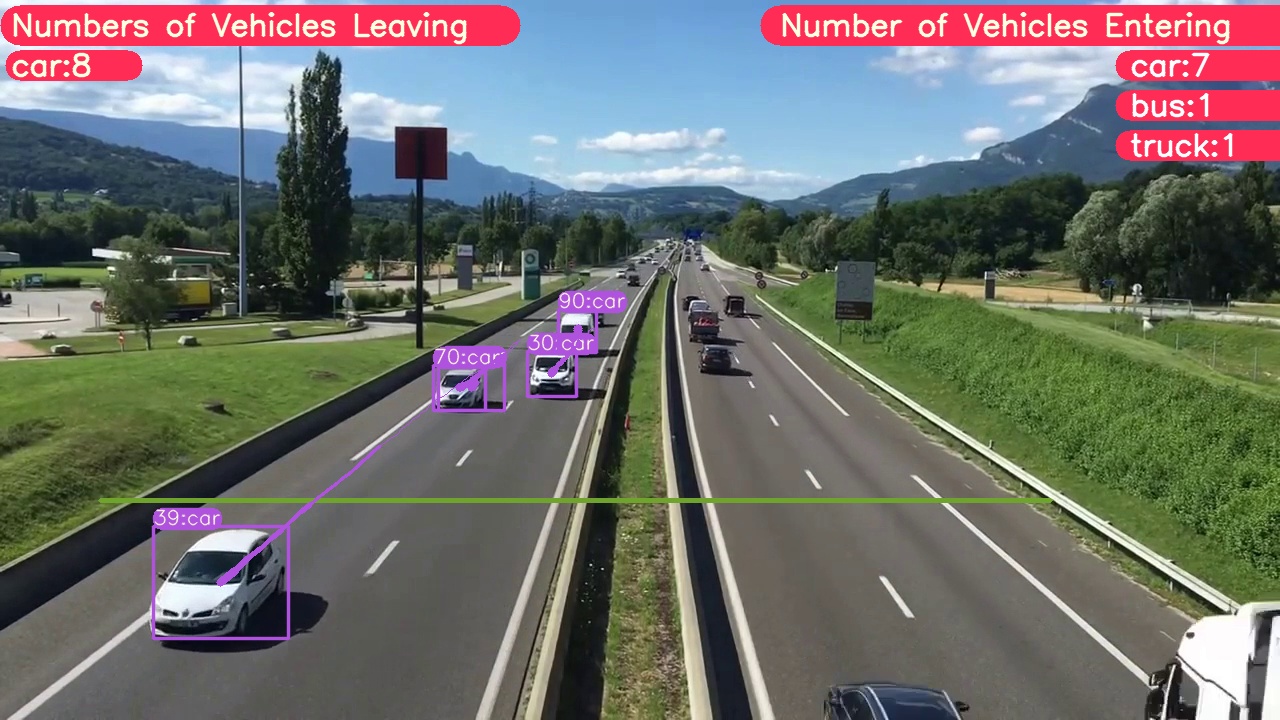 Numbers of Vehicles Leaving
Number of Vehicles Entering
car:8
car:7
bus:1
truck:1
90:car
30:car
70:car
39:car